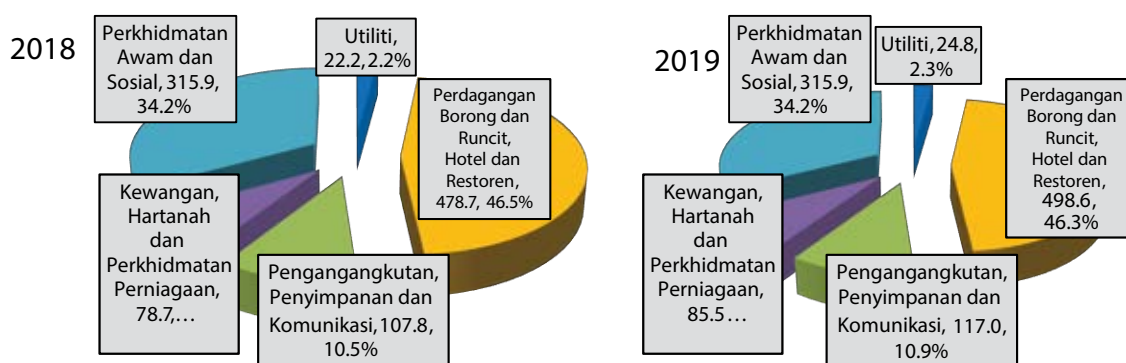 2018
Perkhidmatan
Awam dan
Sosial, 315.9,
34.2%
Utiliti,
22.2, 2.2%
Perdagangan
Borong dan
Runcit,
Hotel dan
Restoren,
478.7, 46.5%
Kewangan,
Hartanah
dan
Perkhidmatan
Perniagaan,
78.7,...
Pengangangkutan,
Penyimpanan dan
Komunikasi, 107.8,
10.5%
2019
Perkhidmatan
Awam dan
Sosial, 315.9,
34.2%
Utiliti, 24.8,
2.3%
Perdagangan
Borong dan
Runcit,
Hotel dan
Restoren,
498.6,
46.3%
Kewangan,
Hartanah
dan
Perkhidmatan
Perniagaan,
85.5 ...
Pengangangkutan,
Penyimpanan dan
Komunikasi, 117.0,
10.9%